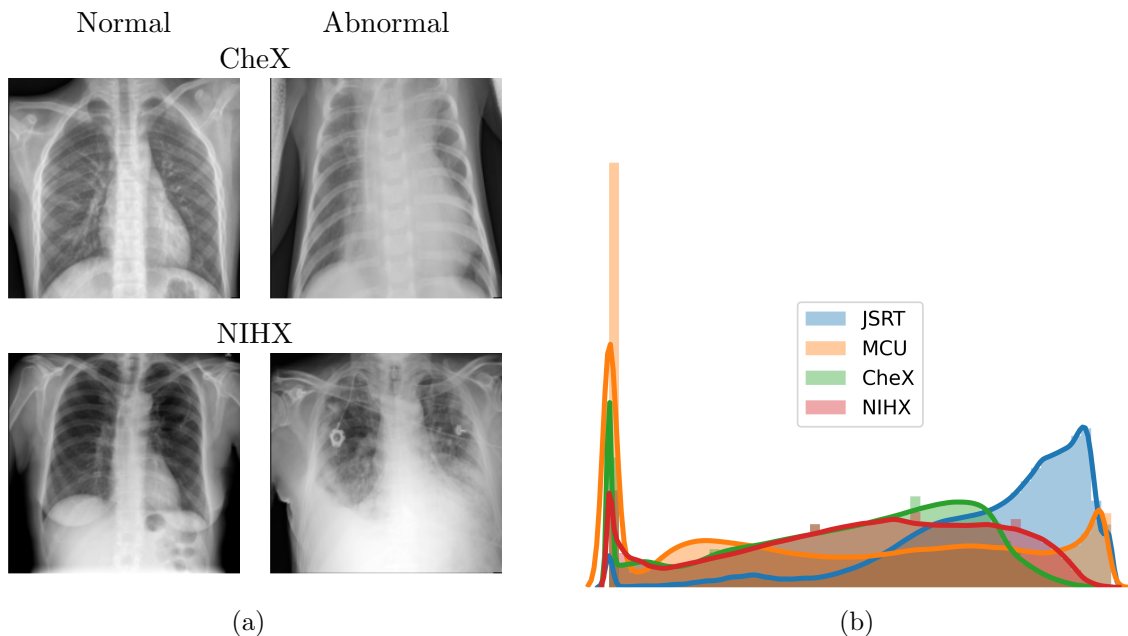 Normal Abnormal
CheX
NIHX
(a)
JSRT
MCU
CheX
NIHX
(b)